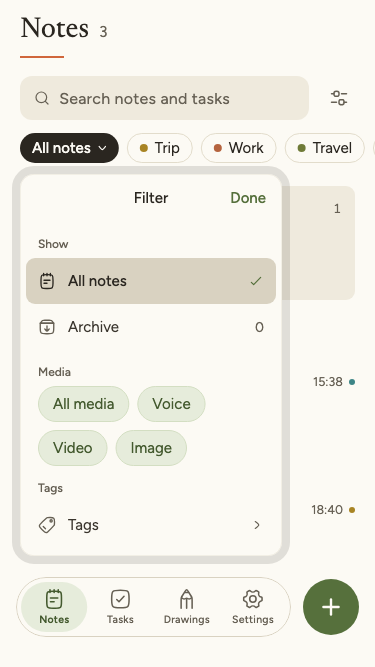 Notes 3
Search notes and tasks
All notes Trip Work Travel
Filter Done
1
Show
All notes
Archive 0
Media
All media Voice
15:38
Video Image
Tags
18:40
Tags
Notes Tasks Drawings Settings